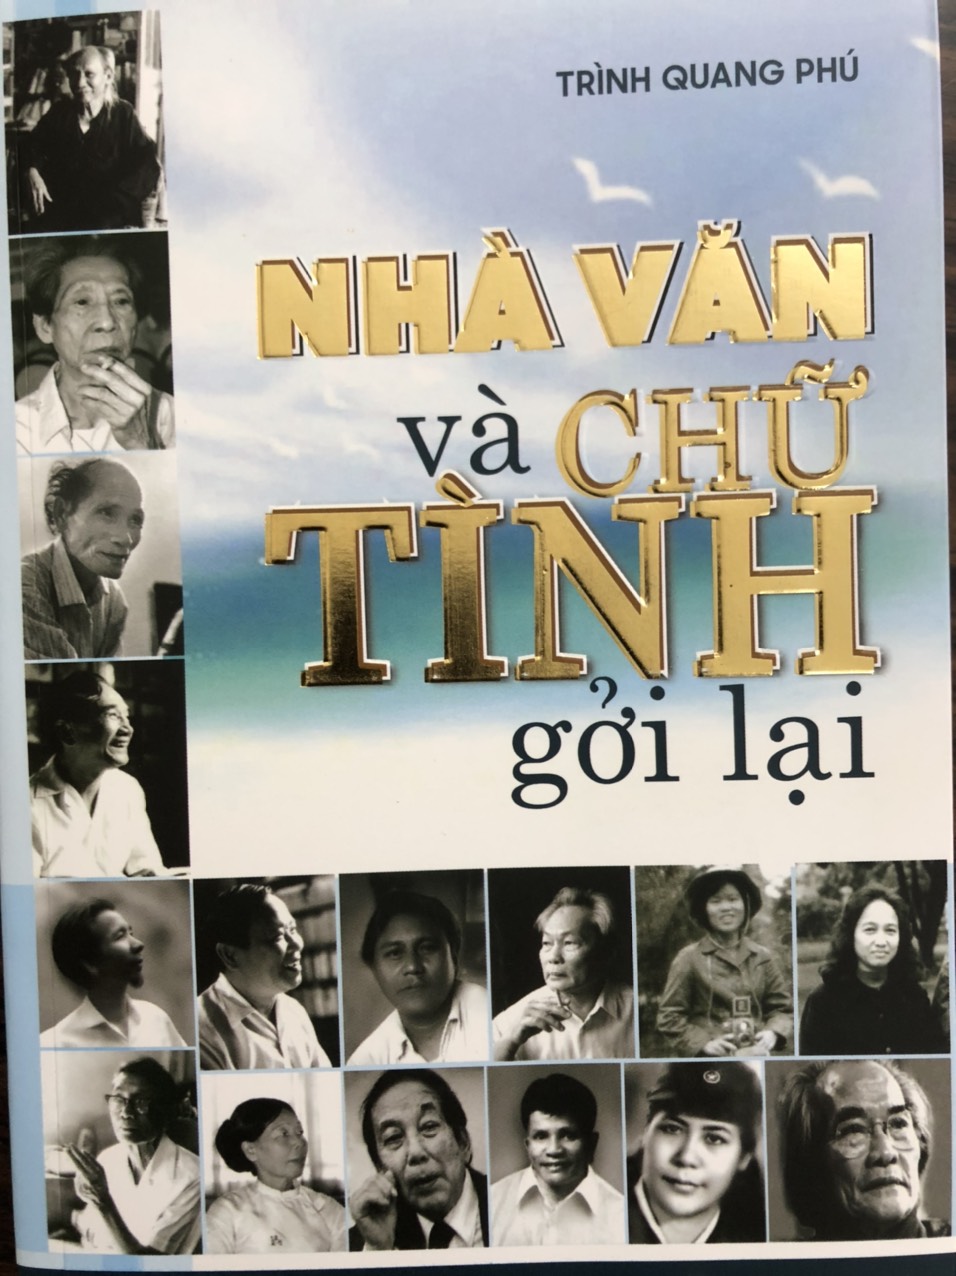 TRÌNH QUANG PHÚ
NHÀ VĂN
và CHỮ
TÌNH
gởi lại